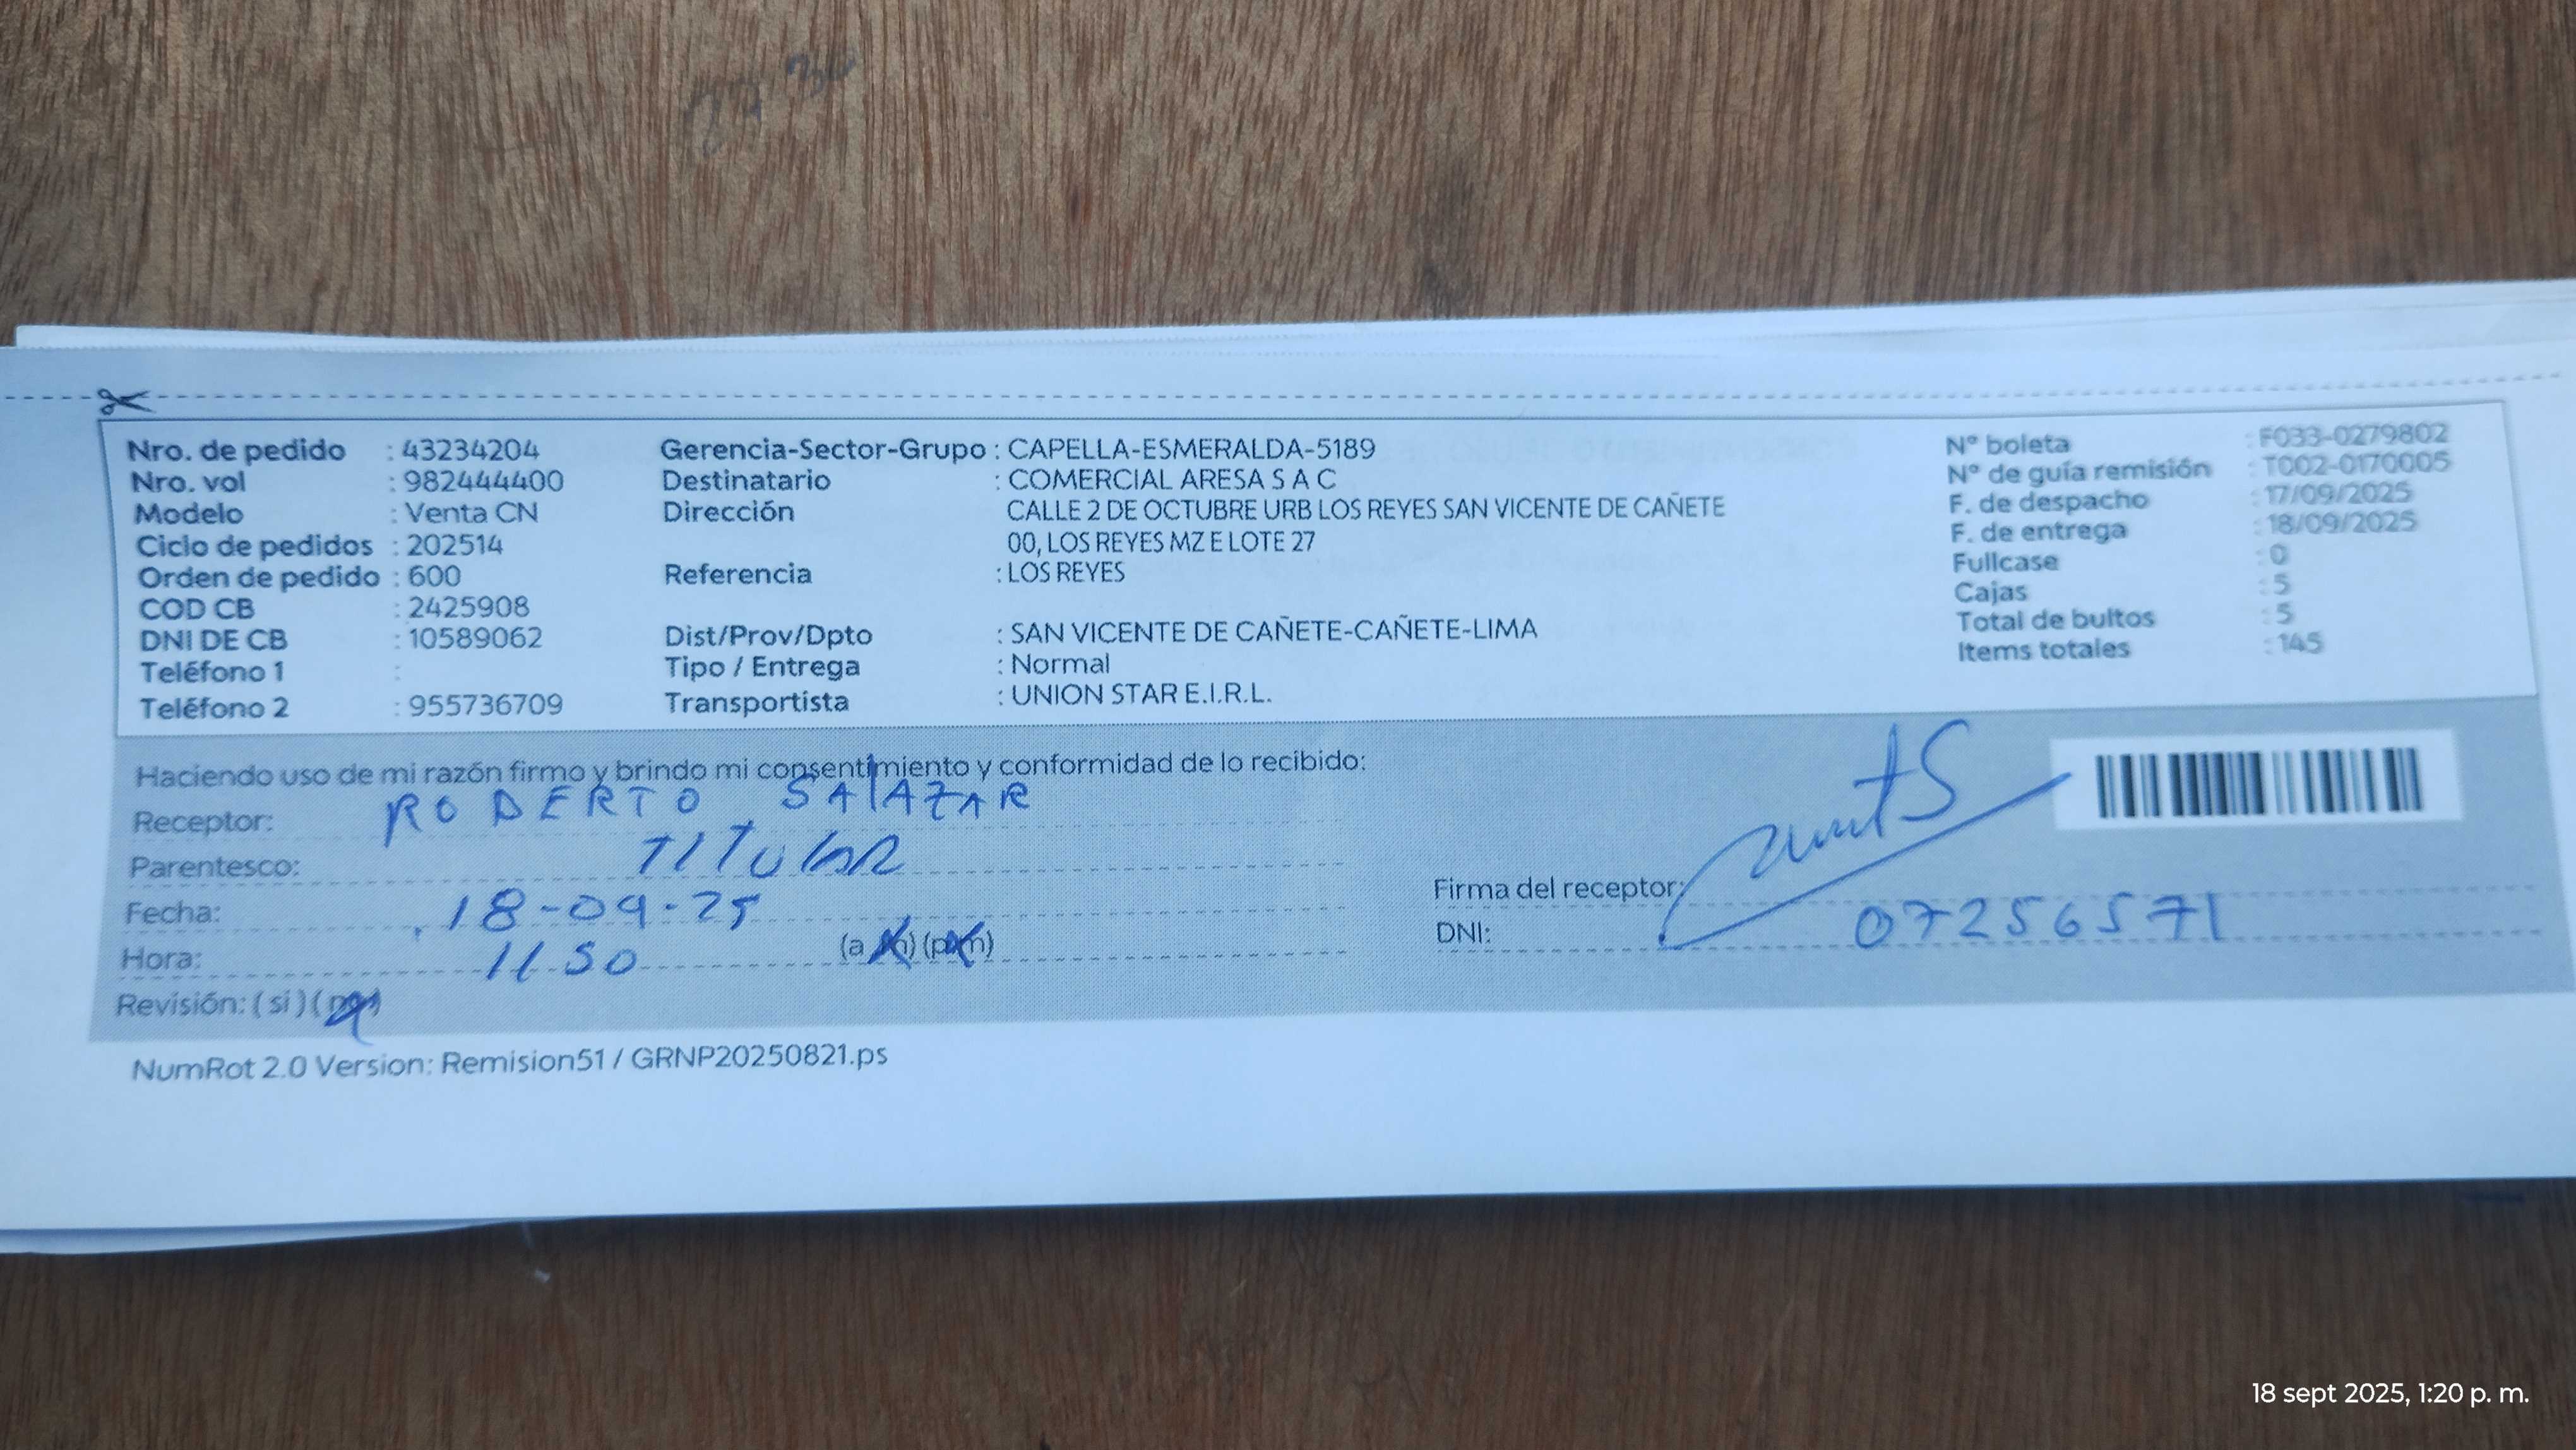 Nro. de pedido : 43234204
Nro. vol : 982444400
Modelo : Venta CN
Ciclo de pedidos : 202514
Orden de pedido : 600
COD CB : 2425908
DNI DE CB : 10589062
Teléfono 1 :
Teléfono 2 : 955736709
Gerencia-Sector-Grupo : CAPELLA-ESMERALDA-5189
Destinatario : COMERCIAL ARESA S A C
Dirección CALLE 2 DE OCTUBRE URB LOS REYES SAN VICENTE DE CAÑETE
00, LOS REYES MZ E LOTE 27
Referencia : LOS REYES
Dist/Prov/Dpto : SAN VICENTE DE CAÑETE-CAÑETE-LIMA
Tipo / Entrega : Normal
Transportista : UNION STAR E.I.R.L.
N° boleta : F033-0279802
N° de guía remisión : T002-0170005
F. de despacho : 17/09/2025
F. de entrega : 18/09/2025
Fullcase : 0
Cajas : 5
Total de bultos : 5
Items totales : 145
Haciendo uso de mi razón firmo y brindo mi consentimiento y conformidad de lo recibido:
Receptor: ROBERTO SALAZAR
Parentesco: TITULAR
Fecha: 18-09-25
Hora: 11.50 (a.m) (p.m)
Revisión: (si) (no)
Firma del receptor:
DNI: 07256571
NumRot 2.0 Version: Remision51 / GRNP20250821.ps
18 sept 2025, 1:20 p. m.